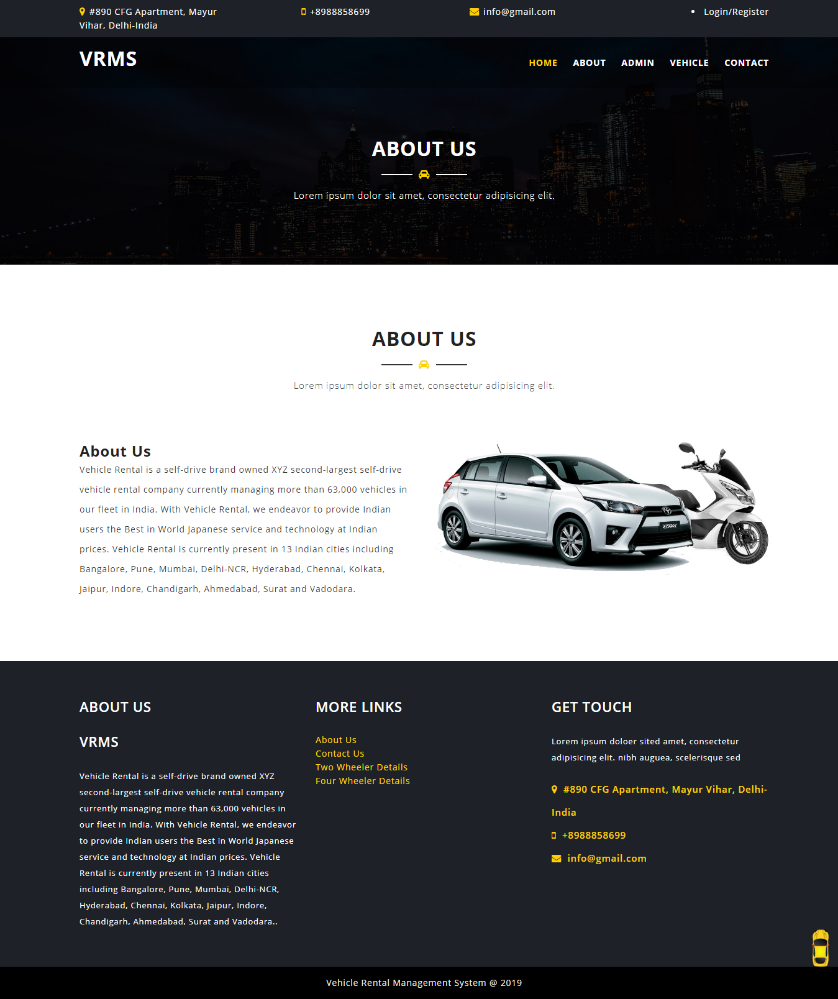 #890 CFG Apartment, Mayur
Vihar, Delhi-India
+8988858699
info@gmail.com
Login/Register
VRMS
HOME ABOUT ADMIN VEHICLE CONTACT
ABOUT US
Lorem ipsum dolor sit amet, consectetur adipisicing elit.
ABOUT US
Lorem ipsum dolor sit amet, consectetur adipisicing elit.
About Us
Vehicle Rental is a self-drive brand owned XYZ second-largest self-drive
vehicle rental company currently managing more than 63,000 vehicles in
our fleet in India. With Vehicle Rental, we endeavor to provide Indian
users the Best in World Japanese service and technology at Indian
prices. Vehicle Rental is currently present in 13 Indian cities including
Bangalore, Pune, Mumbai, Delhi-NCR, Hyderabad, Chennai, Kolkata,
Jaipur, Indore, Chandigarh, Ahmedabad, Surat and Vadodara.
YARIS
ABOUT US
VRMS
Vehicle Rental is a self-drive brand owned XYZ
second-largest self-drive vehicle rental company
currently managing more than 63,000 vehicles in
our fleet in India. With Vehicle Rental, we endeavor
to provide Indian users the Best in World Japanese
service and technology at Indian prices. Vehicle
Rental is currently present in 13 Indian cities
including Bangalore, Pune, Mumbai, Delhi-NCR,
Hyderabad, Chennai, Kolkata, Jaipur, Indore,
Chandigarh, Ahmedabad, Surat and Vadodara..
MORE LINKS
About Us
Contact Us
Two Wheeler Details
Four Wheeler Details
GET TOUCH
Lorem ipsum doloer sited amet, consectetur
adipisicing elit. nibh auguea, scelerisque sed
#890 CFG Apartment, Mayur Vihar, Delhi-
India
+8988858699
info@gmail.com
Vehicle Rental Management System @ 2019